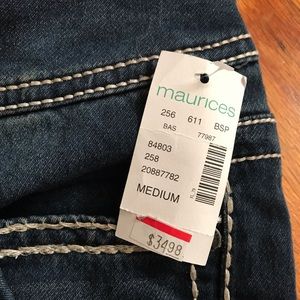 maurices
256 611 BSP
BAS 77987
84803
258
20887782
MEDIUM
$34.98